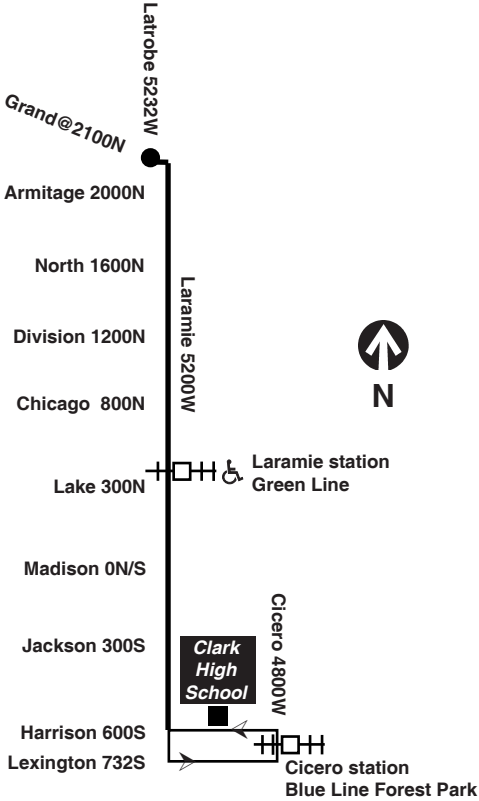 Latrobe 5232W
Grand@2100N
Armitage 2000N
North 1600N
Laramie 5200W
Division 1200N
N
Chicago  800N
Laramie station
Green Line
Lake 300N
Madison 0N/S
Cicero 4800W
Jackson 300S
Clark
High
School
Harrison 600S
Lexington 732S
Cicero station
Blue Line Forest Park